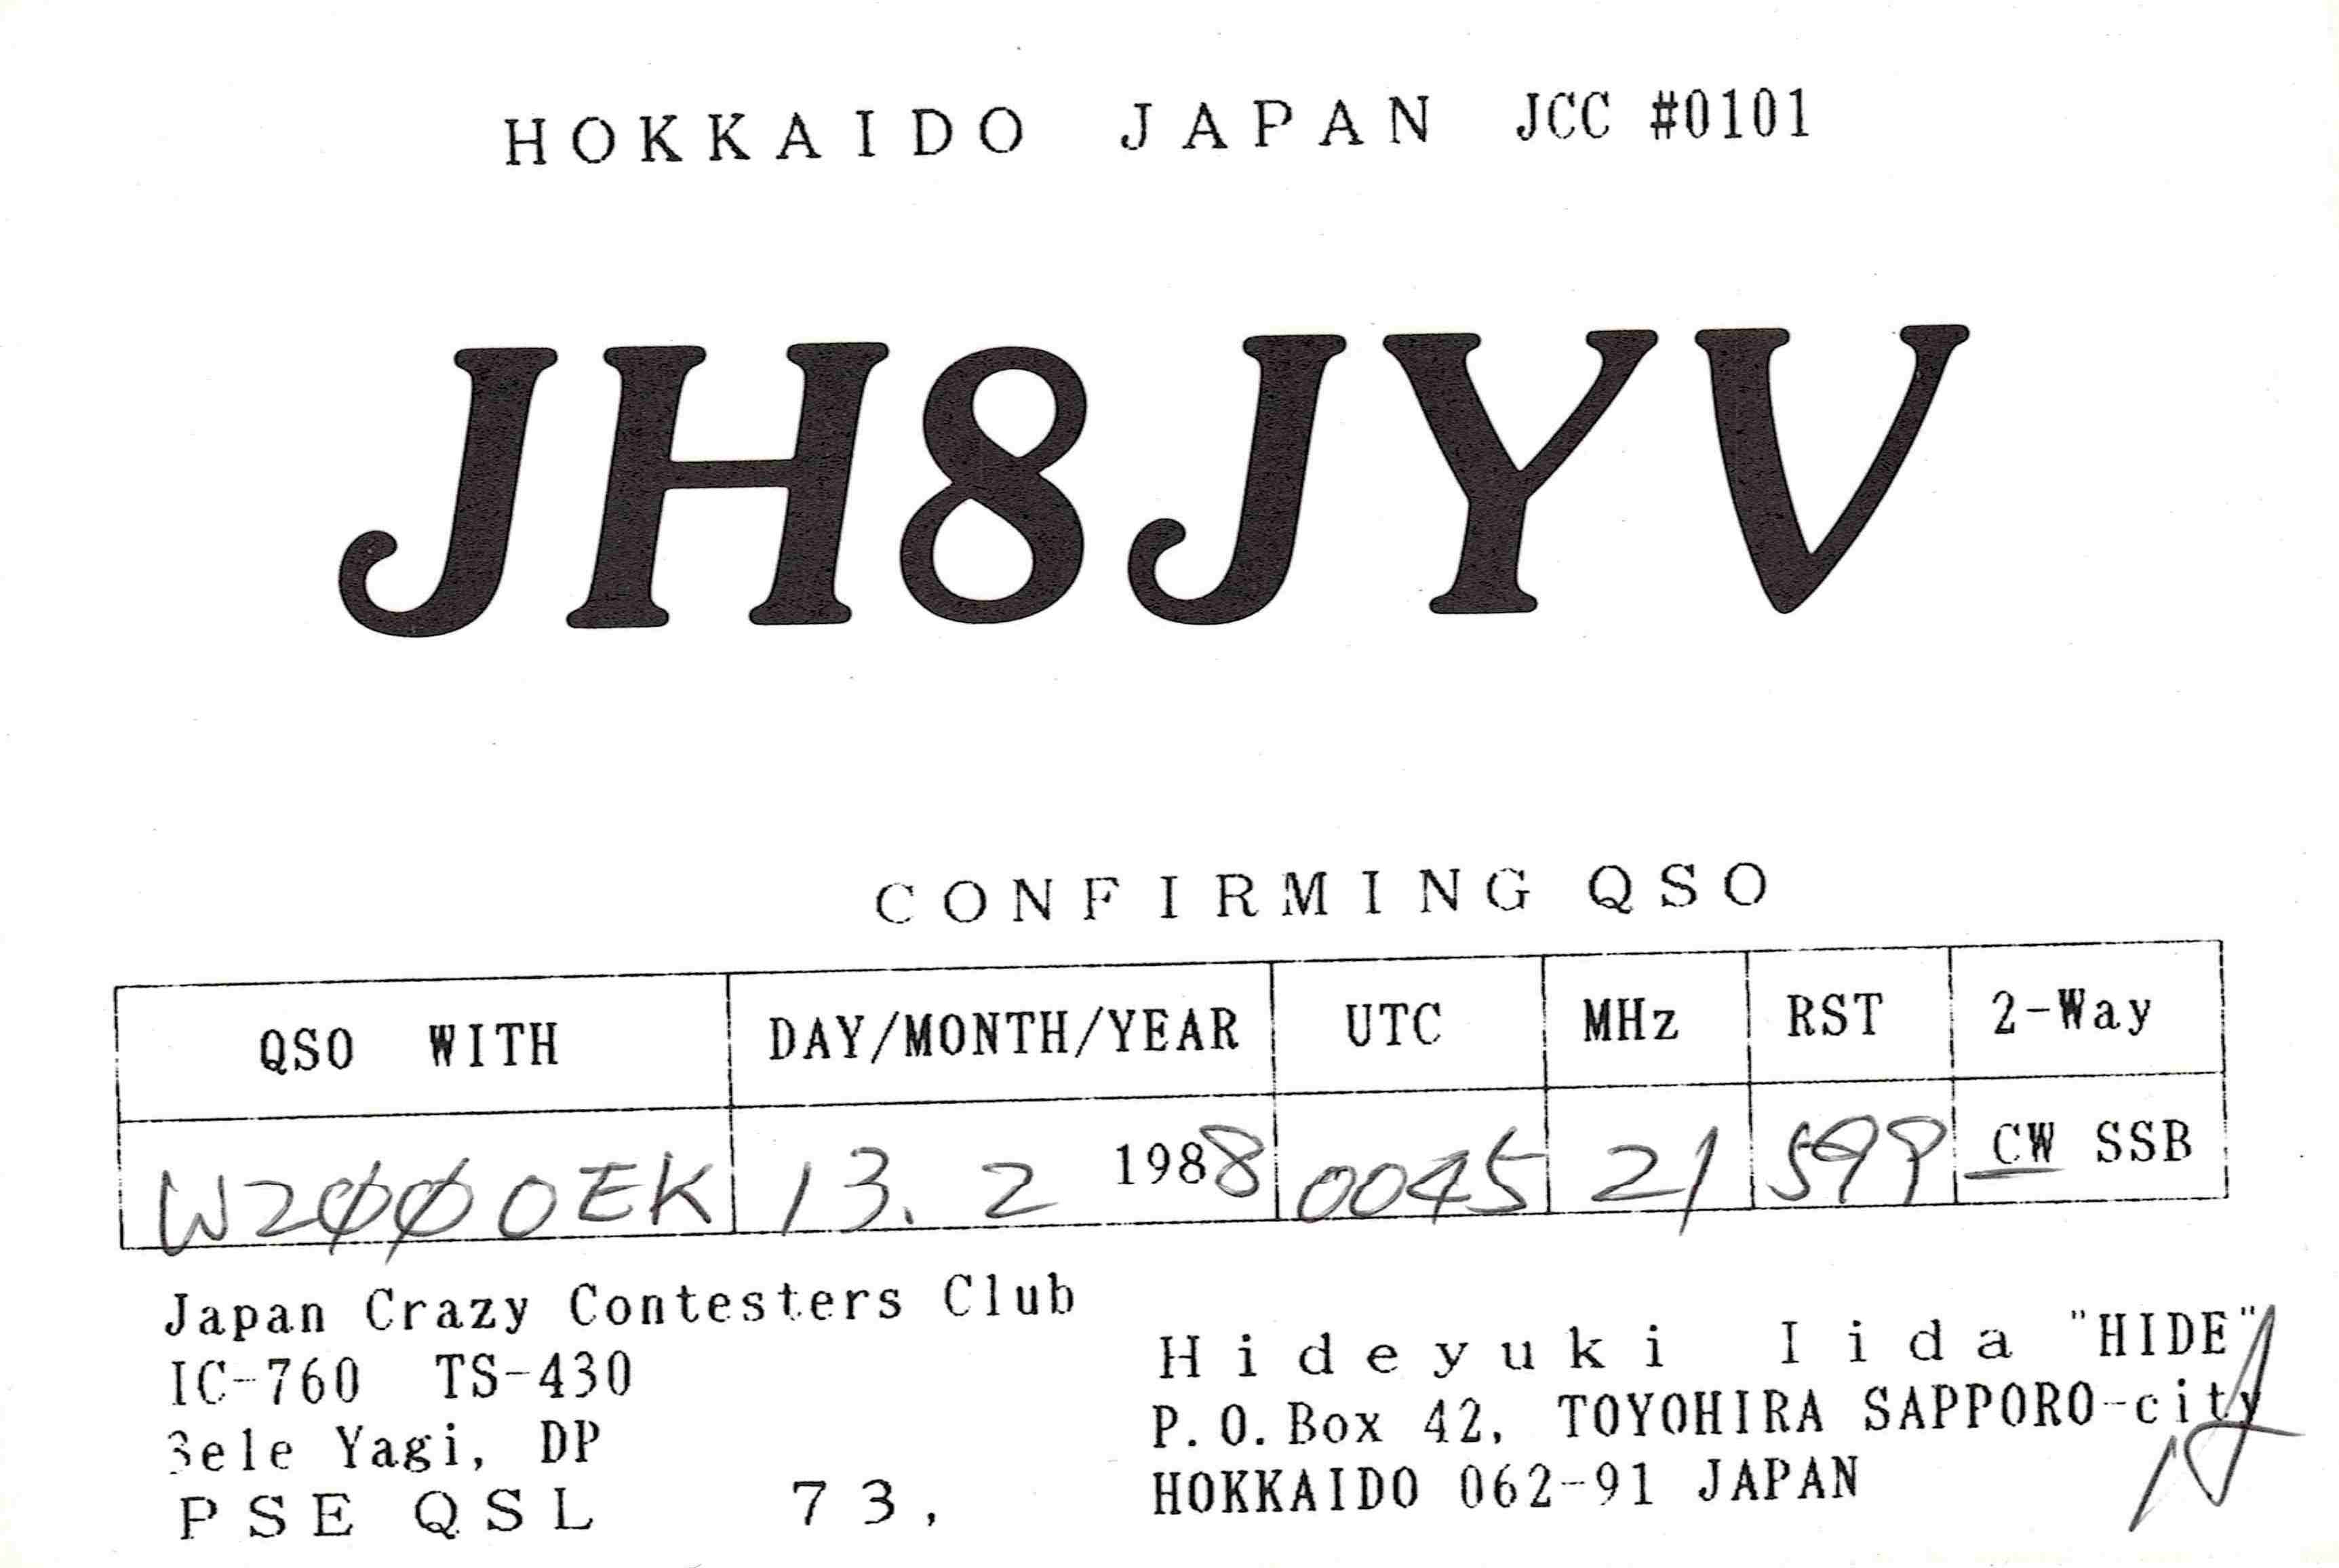 HOKKAIDO JAPAN JCC #0101
JH8JYV
CONFIRMING QSO
QSO WITH DAY/MONTH/YEAR UTC MHz RST 2-Way
W2ØØ0EK 13. 2 1988 0045 21 599 CW SSB
Japan Crazy Contesters Club
IC-760 TS-430
3ele Yagi, DP
PSE QSL 73,
Hideyuki Iida "HIDE"
P.O.Box 42, TOYOHIRA SAPPORO-city
HOKKAIDO 062-91 JAPAN